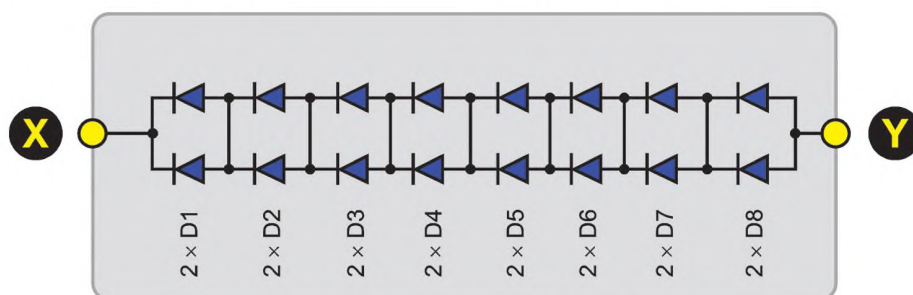 X
Y
2 × D1
2 × D2
2 × D3
2 × D4
2 × D5
2 × D6
2 × D7
2 × D8